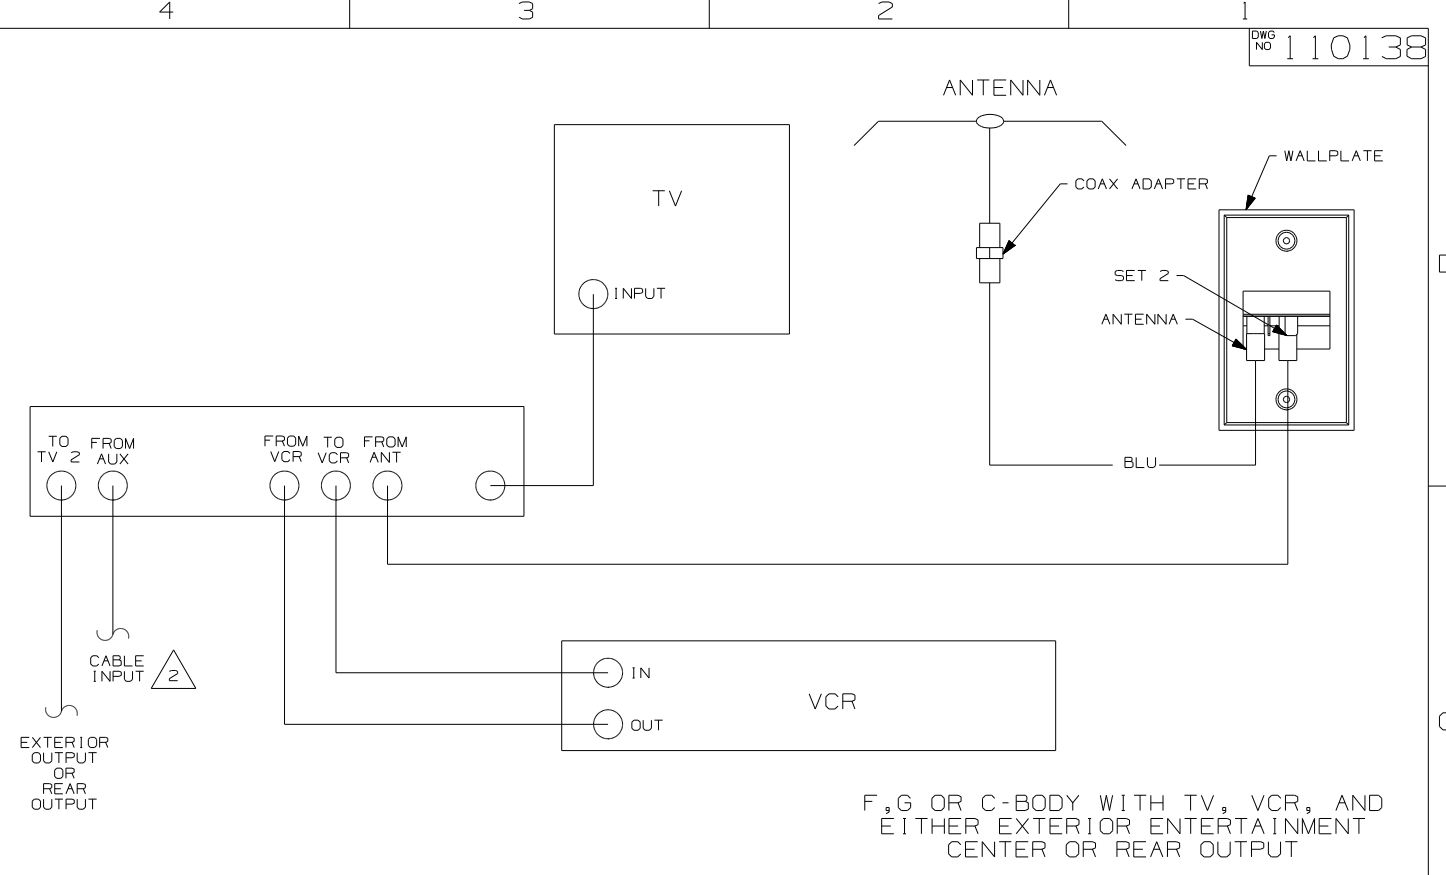 4 3 2 1
DWG NO 110138
ANTENNA
WALLPLATE
COAX ADAPTER
TV
SET 2
INPUT
ANTENNA
TO
TV 2
FROM
AUX
FROM
VCR
TO
VCR
FROM
ANT
BLU
CABLE
INPUT
2
IN
VCR
OUT
EXTERIOR
OUTPUT
OR
REAR
OUTPUT
F,G OR C-BODY WITH TV, VCR, AND
EITHER EXTERIOR ENTERTAINMENT
CENTER OR REAR OUTPUT